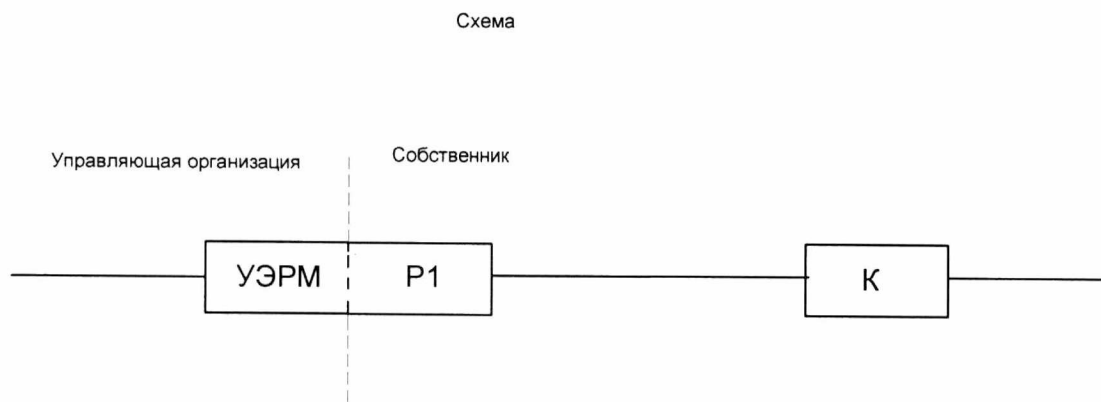 Схема
Управляющая организация
Собственник
УЭРМ
Р1
К